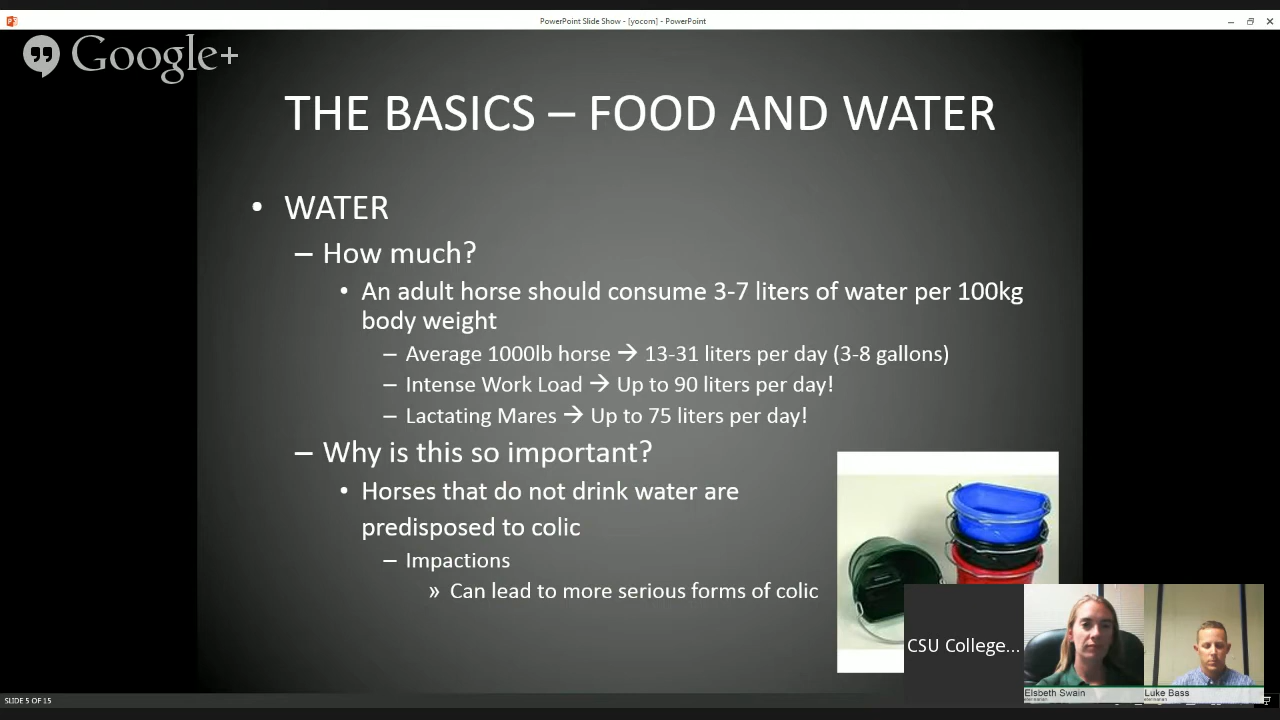 PowerPoint Slide Show - [yocom] - PowerPoint
Google+
THE BASICS – FOOD AND WATER
• WATER
– How much?
• An adult horse should consume 3-7 liters of water per 100kg
body weight
– Average 1000lb horse → 13-31 liters per day (3-8 gallons)
– Intense Work Load → Up to 90 liters per day!
– Lactating Mares → Up to 75 liters per day!
– Why is this so important?
• Horses that do not drink water are
predisposed to colic
– Impactions
» Can lead to more serious forms of colic
CSU College...
Elsbeth Swain
Luke Bass
SLIDE 5 OF 15